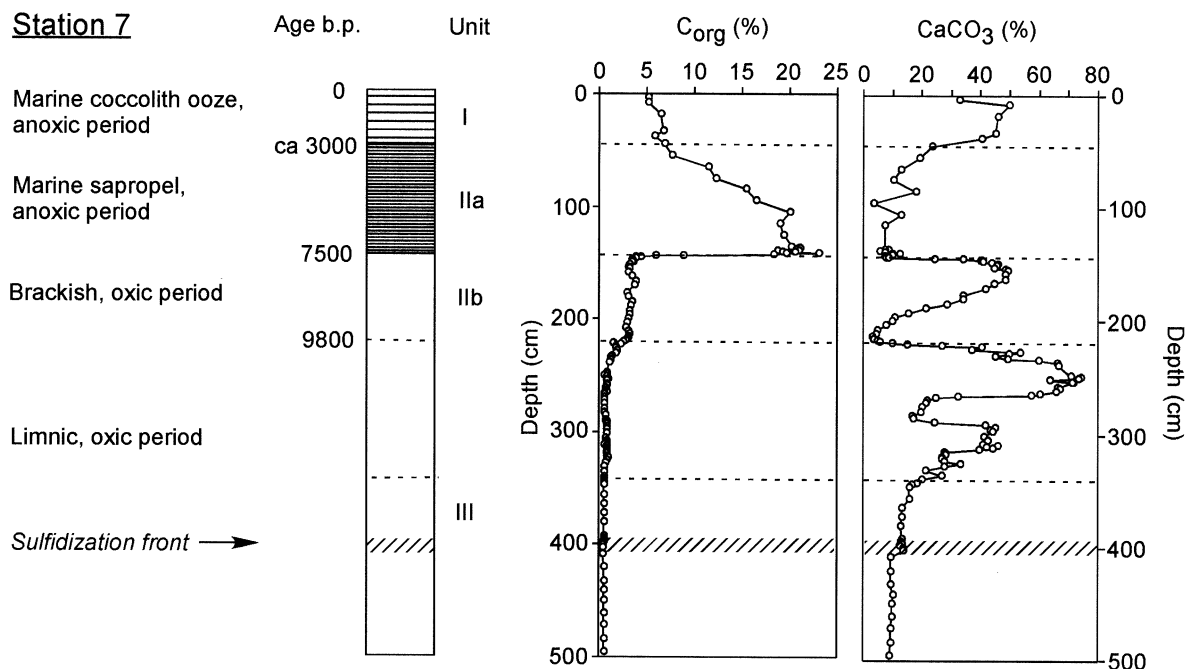 Station 7
Age b.p.
Unit
Marine coccolith ooze,
anoxic period
Marine sapropel,
anoxic period
Brackish, oxic period
Limnic, oxic period
Sulfidization front
0
ca 3000
7500
9800
I
IIa
IIb
III
Corg (%)
0 5 10 15 20 25
Depth (cm)
0
100
200
300
400
500
CaCO3 (%)
0 20 40 60 80
0
100
200
300
400
500
Depth (cm)